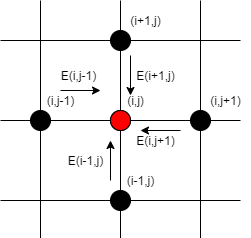 (i+1,j)
E(i,j-1)
E(i+1,j)
(i,j-1)
(i,j)
(i,j+1)
E(i,j+1)
E(i-1,j)
(i-1,j)